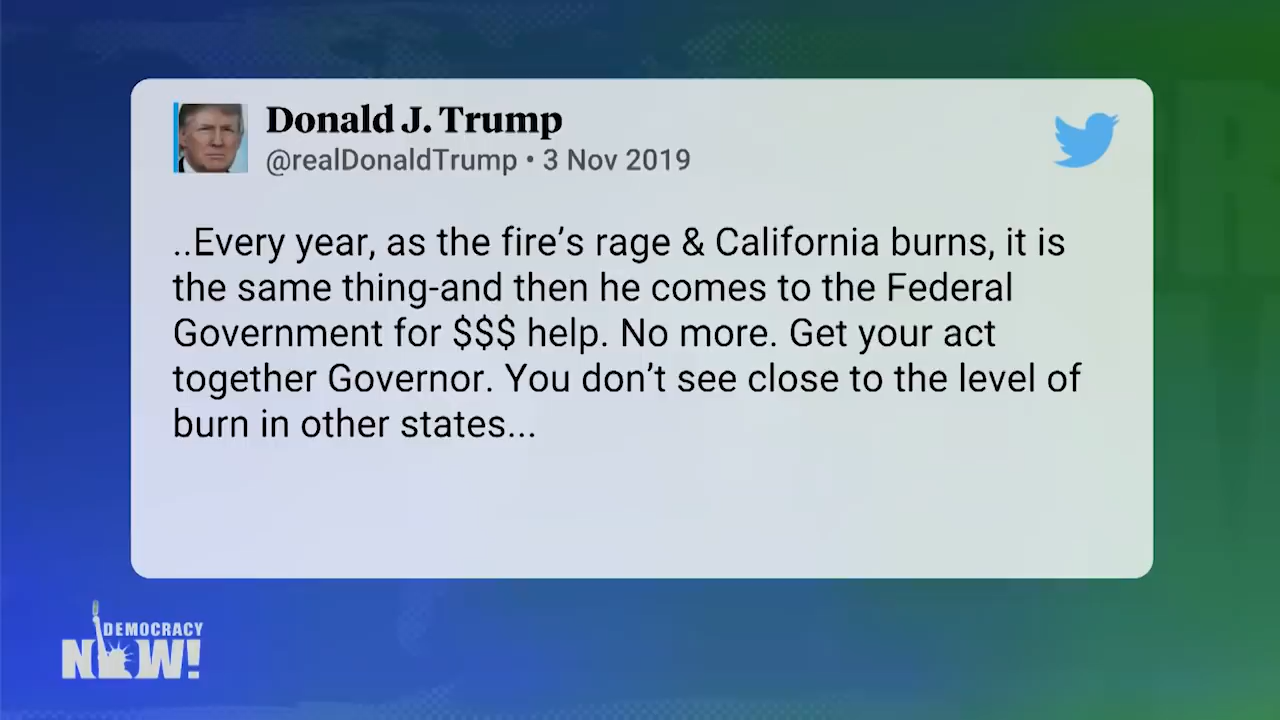 Donald J. Trump
@realDonaldTrump • 3 Nov 2019
..Every year, as the fire’s rage & California burns, it is
the same thing-and then he comes to the Federal
Government for $$$ help. No more. Get your act
together Governor. You don’t see close to the level of
burn in other states...
DEMOCRACY
NOW!